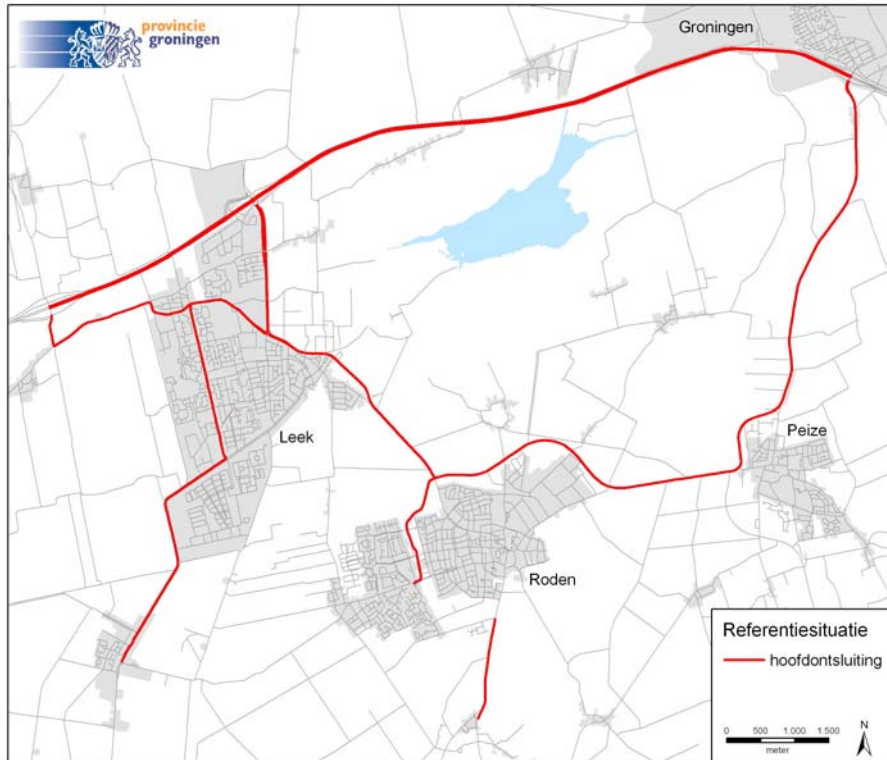 provincie
groningen
Groningen
Leek
Peize
Roden
Referentiesituatie
hoofdontsluiting
0 500 1.000 1.500
meter
N